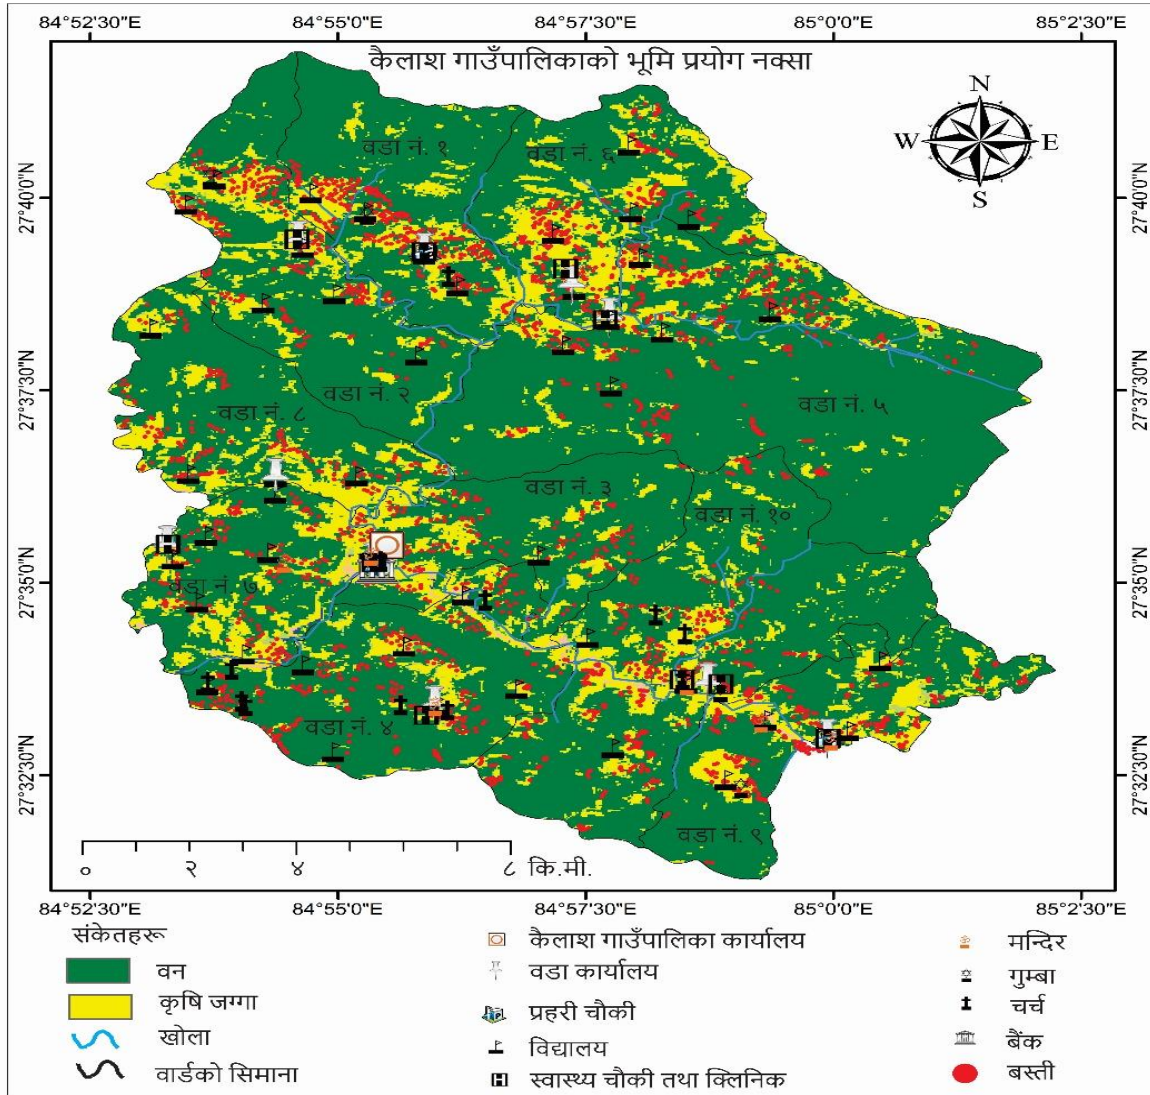 84°52'30"E 84°55'0"E 84°57'30"E 85°0'0"E 85°2'30"E
कैलाश गाउँपालिकाको भूमि प्रयोग नक्सा
N
W E
S
वडा नं. १
वडा नं. ६
27°40'0"N 27°40'0"N
27°37'30"N 27°37'30"N
वडा नं. २
वडा नं. ५
वडा नं. ८
वडा नं. ३
वडा नं. १०
27°35'0"N 27°35'0"N
वडा नं. ७
वडा नं. ४
27°32'30"N 27°32'30"N
वडा नं. ९
० २ ४ ८ कि.मी.
84°52'30"E 84°55'0"E 84°57'30"E 85°0'0"E 85°2'30"E
संकेतहरू
वन
कृषि जग्गा
खोला
वार्डको सिमाना
कैलाश गाउँपालिका कार्यालय
वडा कार्यालय
प्रहरी चौकी
विद्यालय
स्वास्थ्य चौकी तथा क्लिनिक
मन्दिर
गुम्बा
चर्च
बैंक
बस्ती